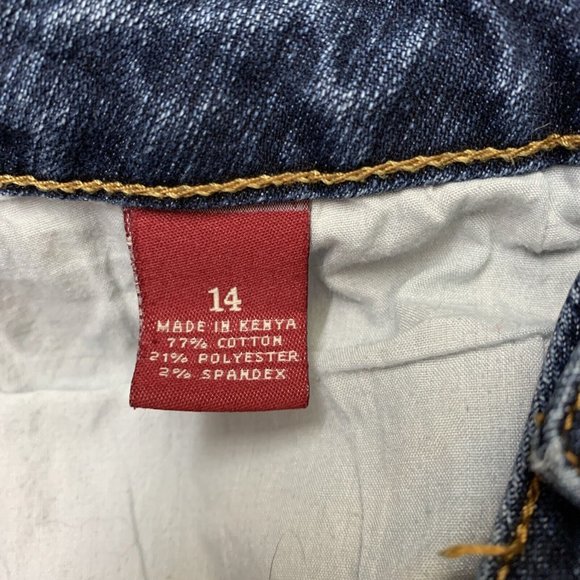 14
MADE IN KENYA
77% COTTON
21% POLYESTER
2% SPANDEX